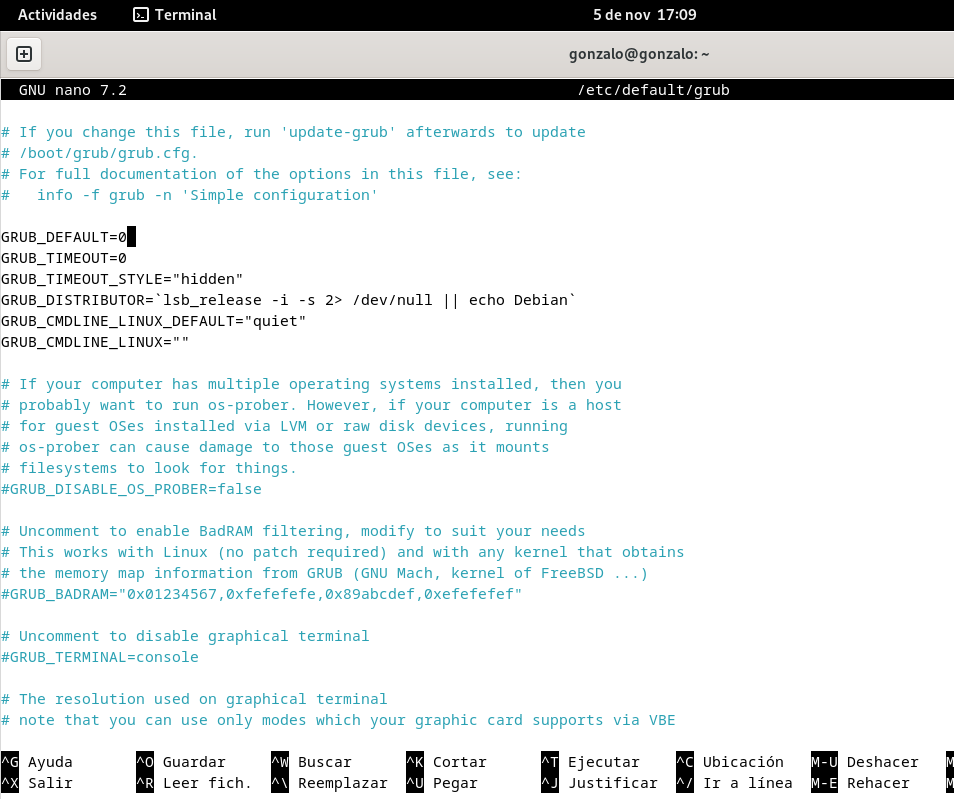 Actividades Terminal 5 de nov 17:09
gonzalo@gonzalo: ~
GNU nano 7.2 /etc/default/grub
# If you change this file, run 'update-grub' afterwards to update
# /boot/grub/grub.cfg.
# For full documentation of the options in this file, see:
#   info -f grub -n 'Simple configuration'
GRUB_DEFAULT=0
GRUB_TIMEOUT=0
GRUB_TIMEOUT_STYLE="hidden"
GRUB_DISTRIBUTOR=`lsb_release -i -s 2> /dev/null || echo Debian`
GRUB_CMDLINE_LINUX_DEFAULT="quiet"
GRUB_CMDLINE_LINUX=""
# If your computer has multiple operating systems installed, then you
# probably want to run os-prober. However, if your computer is a host
# for guest OSes installed via LVM or raw disk devices, running
# os-prober can cause damage to those guest OSes as it mounts
# filesystems to look for things.
#GRUB_DISABLE_OS_PROBER=false
# Uncomment to enable BadRAM filtering, modify to suit your needs
# This works with Linux (no patch required) and with any kernel that obtains
# the memory map information from GRUB (GNU Mach, kernel of FreeBSD ...)
#GRUB_BADRAM="0x01234567,0xfefefefe,0x89abcdef,0xefefefef"
# Uncomment to disable graphical terminal
#GRUB_TERMINAL=console
# The resolution used on graphical terminal
# note that you can use only modes which your graphic card supports via VBE
^G Ayuda ^O Guardar ^W Buscar ^K Cortar ^T Ejecutar ^C Ubicación M-U Deshacer M
^X Salir ^R Leer fich. ^\ Reemplazar ^U Pegar ^J Justificar ^/ Ir a línea M-E Rehacer M